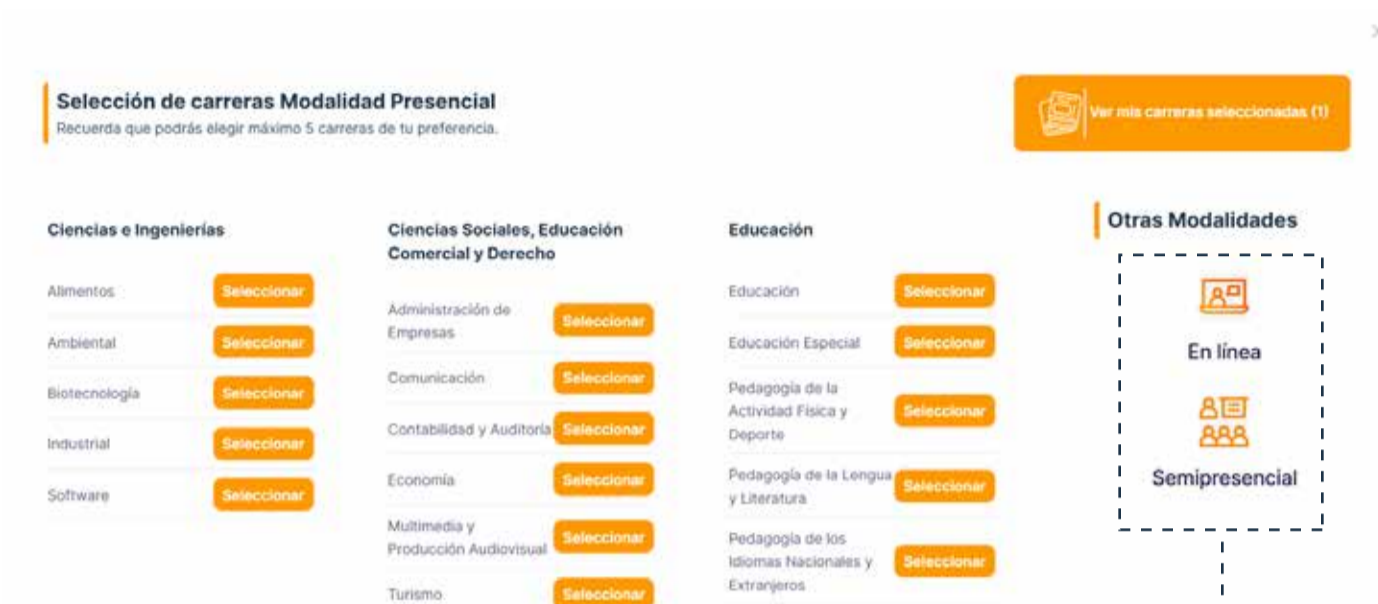 Selección de carreras Modalidad Presencial
Recuerda que podrás elegir máximo 5 carreras de tu preferencia.
Ver mis carreras seleccionadas (1)
Ciencias e Ingenierías
Alimentos Seleccionar
Ambiental Seleccionar
Biotecnología Seleccionar
Industrial Seleccionar
Software Seleccionar
Ciencias Sociales, Educación
Comercial y Derecho
Administración de
Empresas Seleccionar
Comunicación Seleccionar
Contabilidad y Auditoría Seleccionar
Economía Seleccionar
Multimedia y
Producción Audiovisual Seleccionar
Turismo Seleccionar
Educación
Educación Seleccionar
Educación Especial Seleccionar
Pedagogía de la
Actividad Física y Seleccionar
Deporte
Pedagogía de la Lengua
y Literatura Seleccionar
Pedagogía de los
Idiomas Nacionales y Seleccionar
Extranjeros
Otras Modalidades
En línea
Semipresencial